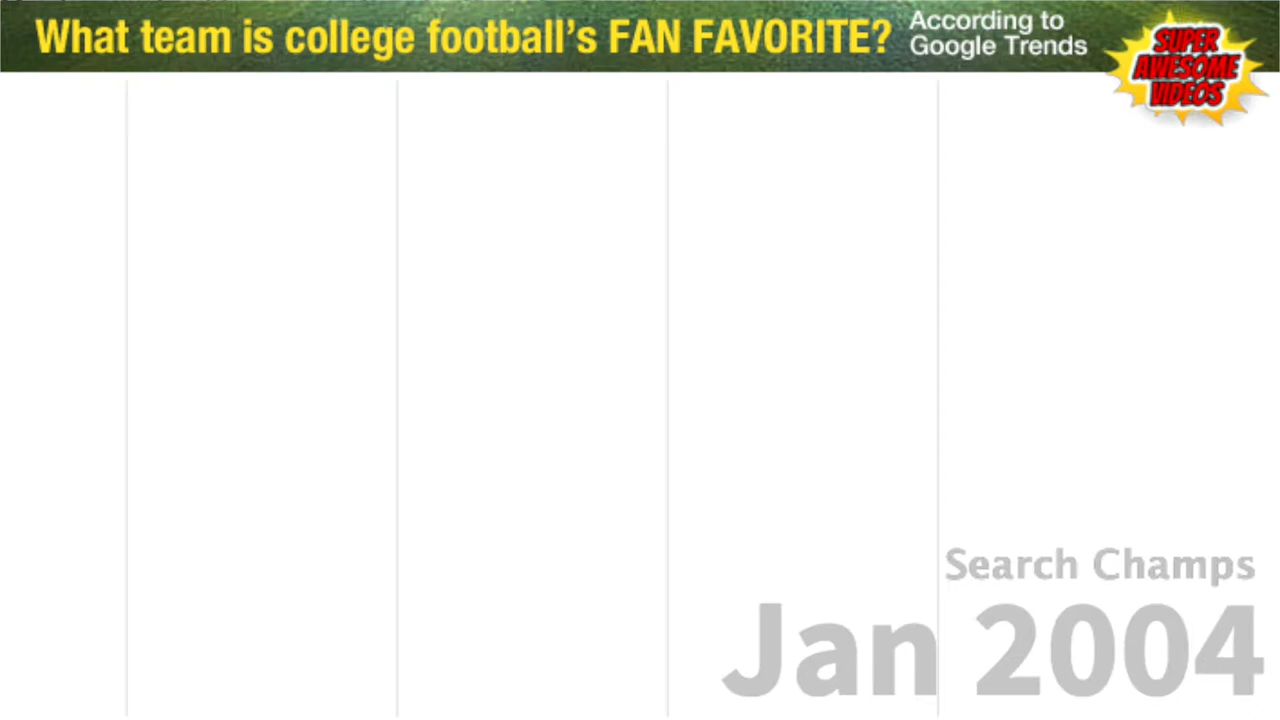 What team is college football's FAN FAVORITE?
According to
Google Trends
SUPER
AWESOME
VIDEOS
Search Champs
Jan 2004